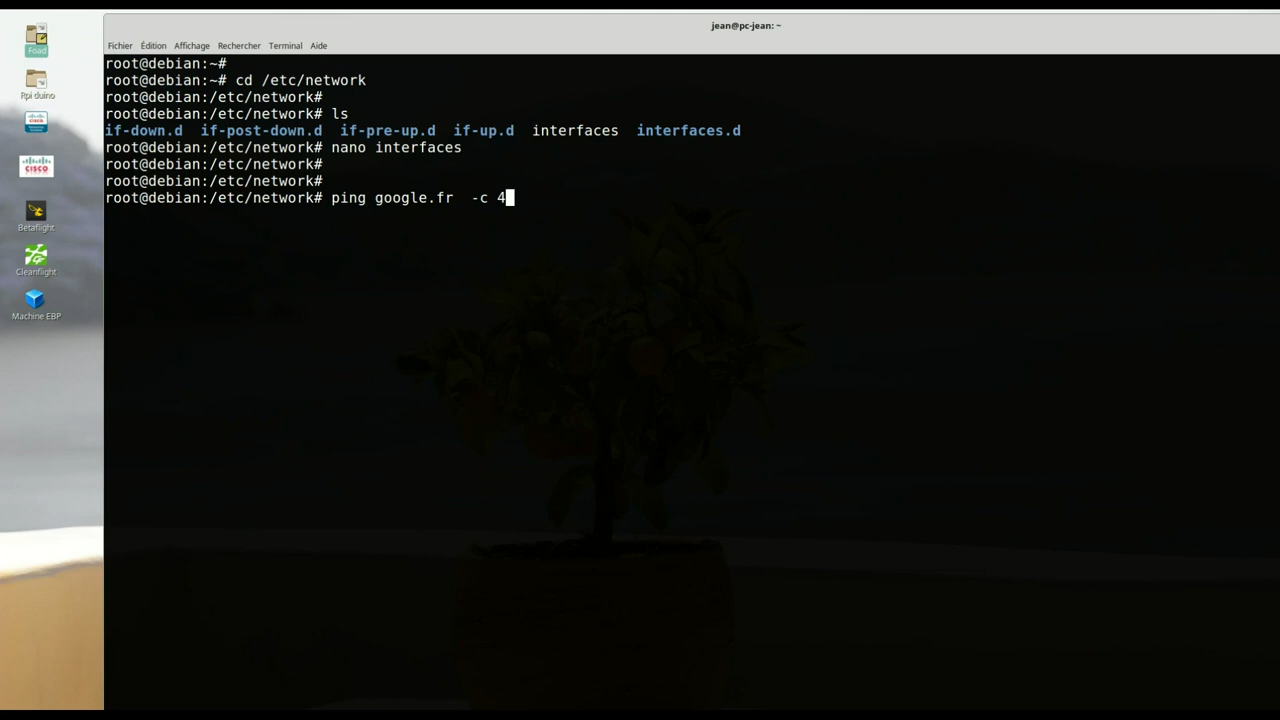 jean@pc-jean: ~
Fichier Édition Affichage Rechercher Terminal Aide
root@debian:~#
root@debian:~# cd /etc/network
root@debian:/etc/network#
root@debian:/etc/network# ls
if-down.d  if-post-down.d  if-pre-up.d  if-up.d  interfaces  interfaces.d
root@debian:/etc/network# nano interfaces
root@debian:/etc/network#
root@debian:/etc/network#
root@debian:/etc/network# ping google.fr  -c 4
Foad
Rpi duino
CISCO
Betaflight
Cleanflight
Machine EBP